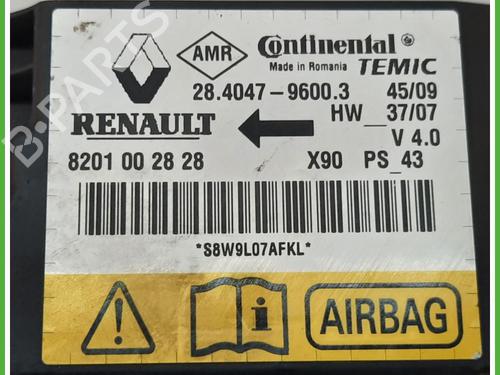 AMR Continental
Made in Romania TEMIC
28.4047-9600.3 45/09
RENAULT HW_37/07
V 4.0
8201 00 28 28 X90 PS_43
*S8W9L07AFKL*
AIRBAG
B-PARTS